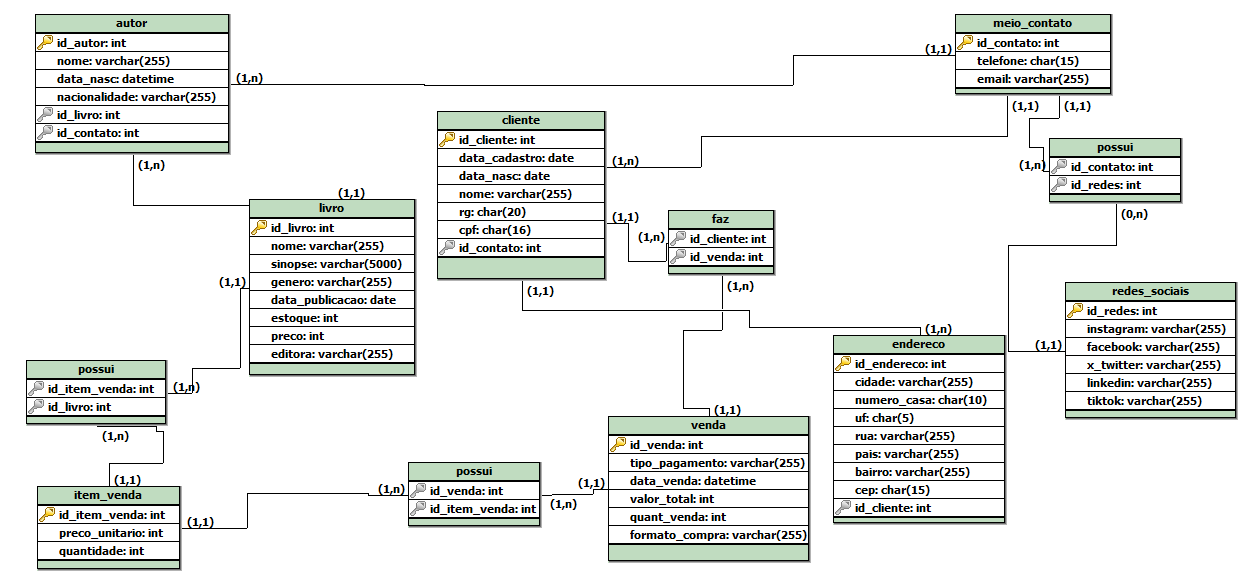 autor
id_autor: int
nome: varchar(255)
data_nasc: datetime
nacionalidade: varchar(255)
id_livro: int
id_contato: int
(1,n)
(1,n)
(1,1)
meio_contato
id_contato: int
telefone: char(15)
email: varchar(255)
(1,1)
(1,1)
cliente
id_cliente: int
data_cadastro: date
data_nasc: date
nome: varchar(255)
rg: char(20)
cpf: char(16)
id_contato: int
(1,n)
(1,1)
(1,1)
possui
id_contato: int
id_redes: int
(1,n)
(0,n)
(1,1)
livro
id_livro: int
nome: varchar(255)
sinopse: varchar(5000)
genero: varchar(255)
data_publicacao: date
estoque: int
preco: int
editora: varchar(255)
(1,1)
faz
id_cliente: int
id_venda: int
(1,n)
(1,n)
redes_sociais
id_redes: int
instagram: varchar(255)
facebook: varchar(255)
x_twitter: varchar(255)
linkedin: varchar(255)
tiktok: varchar(255)
(1,1)
(1,n)
endereco
id_endereco: int
cidade: varchar(255)
numero_casa: char(10)
uf: char(5)
rua: varchar(255)
pais: varchar(255)
bairro: varchar(255)
cep: char(15)
id_cliente: int
possui
id_item_venda: int
id_livro: int
(1,n)
(1,n)
(1,1)
item_venda
id_item_venda: int
preco_unitario: int
quantidade: int
(1,1)
possui
id_venda: int
id_item_venda: int
(1,n)
(1,n)
(1,1)
(1,1)
venda
id_venda: int
tipo_pagamento: varchar(255)
data_venda: datetime
valor_total: int
quant_venda: int
formato_compra: varchar(255)